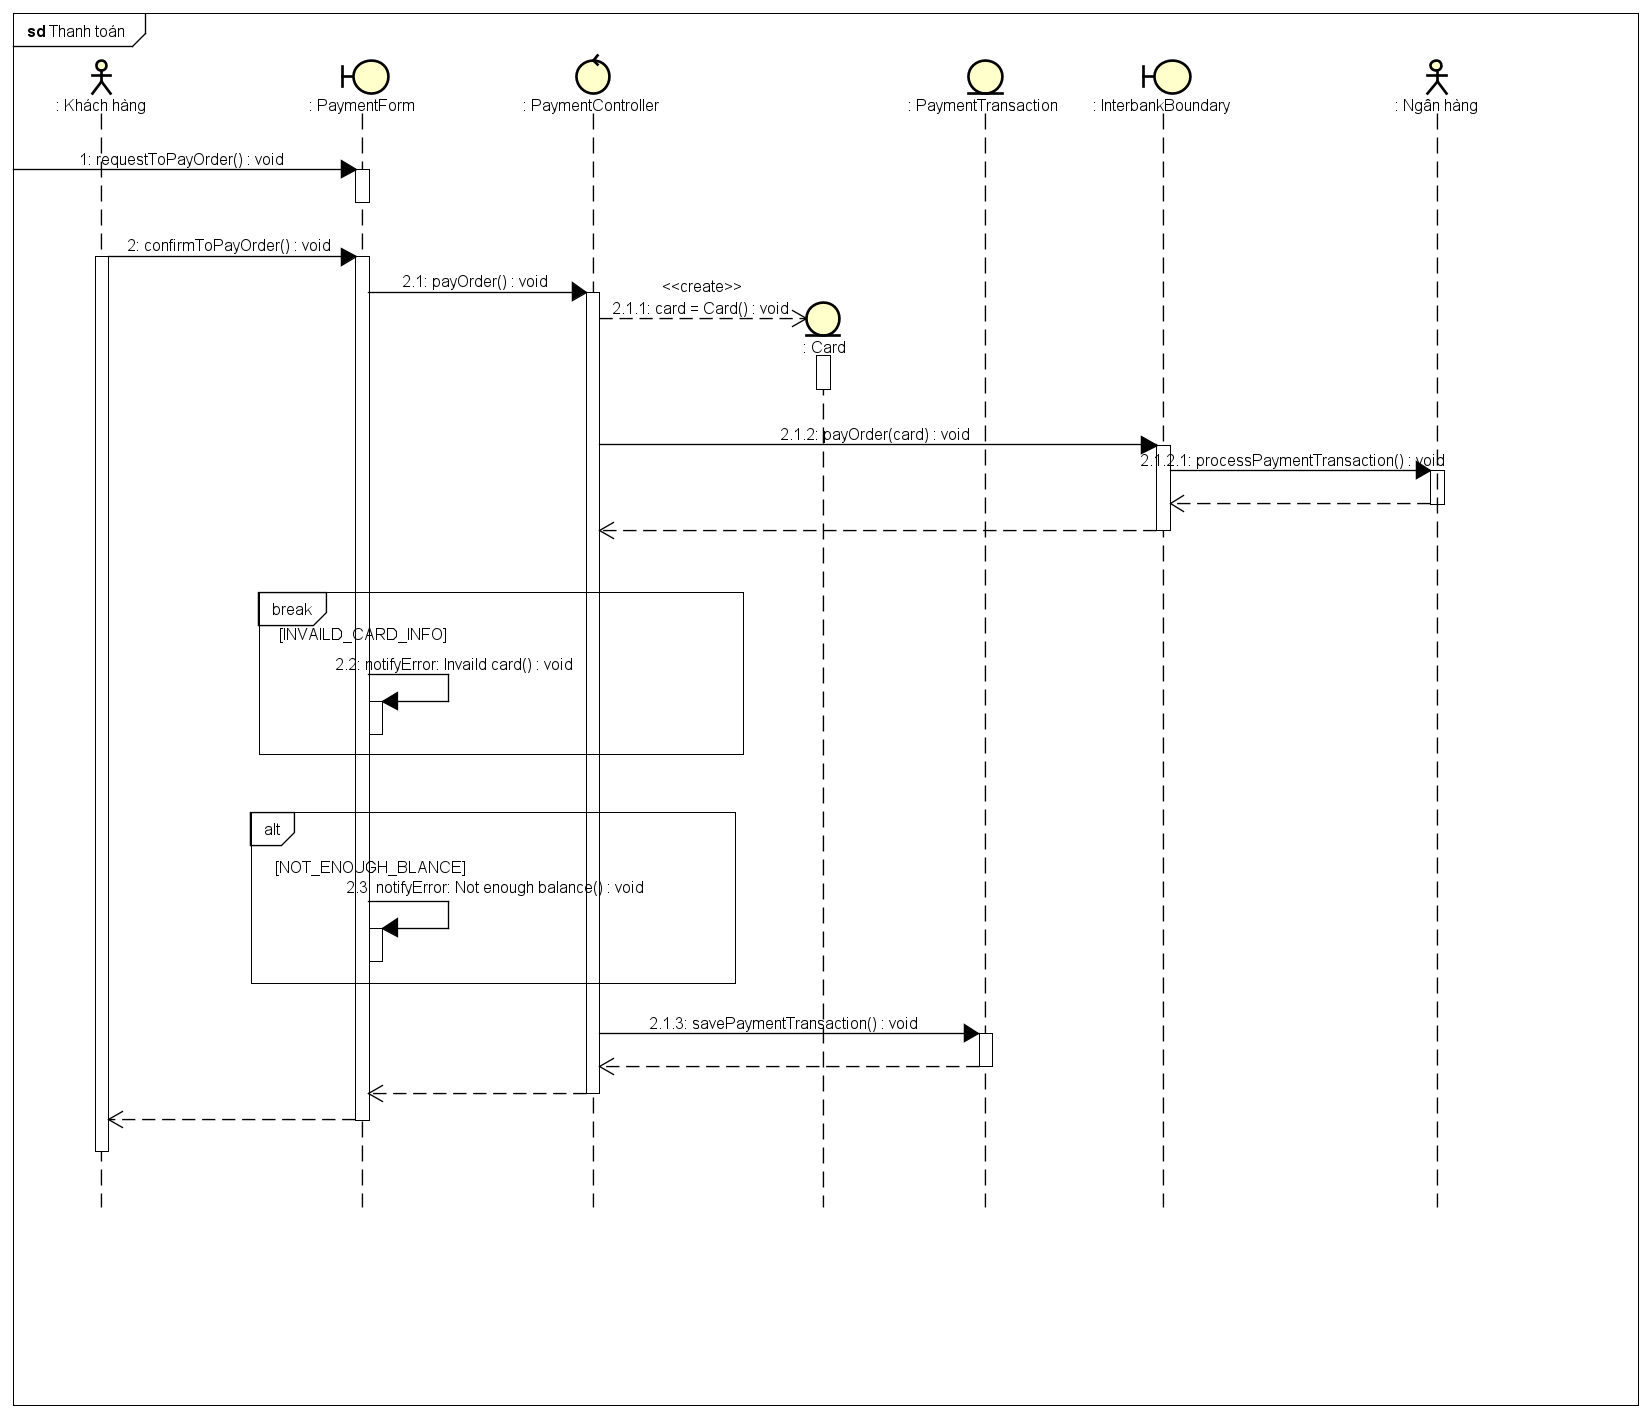 sd Thanh toán
: Khách hàng
: PaymentForm
: PaymentController
: PaymentTransaction
: InterbankBoundary
: Ngân hàng
1: requestToPayOrder() : void
2: confirmToPayOrder() : void
2.1: payOrder() : void
<<create>>
2.1.1: card = Card() : void
: Card
2.1.2: payOrder(card) : void
2.1.2.1: processPaymentTransaction() : void
break
[INVAILD_CARD_INFO]
2.2: notifyError: Invaild card() : void
alt
[NOT_ENOUGH_BLANCE]
2.3: notifyError: Not enough balance() : void
2.1.3: savePaymentTransaction() : void